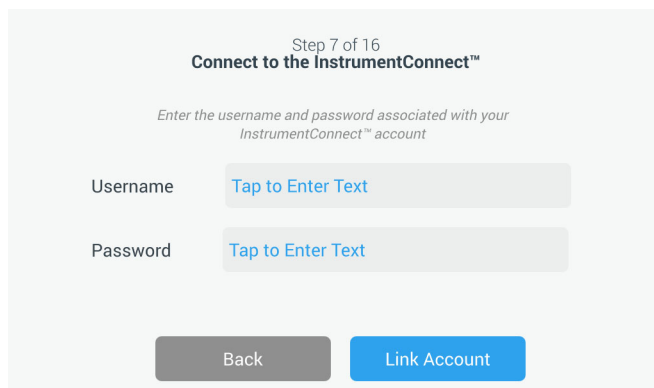 Step 7 of 16
Connect to the InstrumentConnect™
Enter the username and password associated with your
InstrumentConnect™ account
Username
Tap to Enter Text
Password
Tap to Enter Text
Back
Link Account